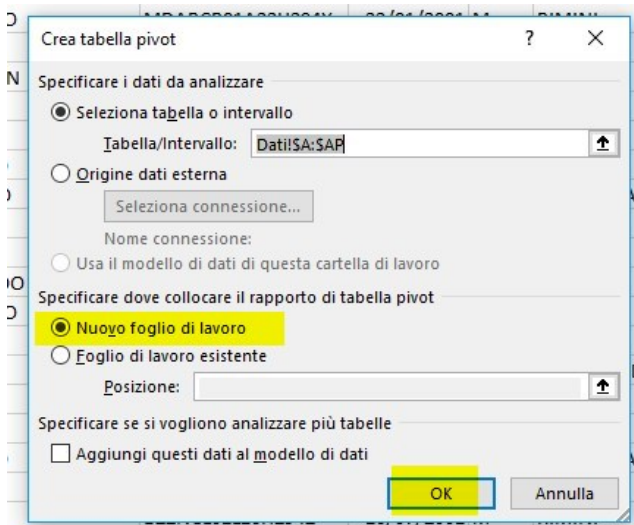 Crea tabella pivot ? ×
Specificare i dati da analizzare
Seleziona tabella o intervallo
Tabella/Intervallo: Dati!$A:$AP
Origine dati esterna
Seleziona connessione...
Nome connessione:
Usa il modello di dati di questa cartella di lavoro
Specificare dove collocare il rapporto di tabella pivot
Nuovo foglio di lavoro
Foglio di lavoro esistente
Posizione:
Specificare se si vogliono analizzare più tabelle
Aggiungi questi dati al modello di dati
OK Annulla